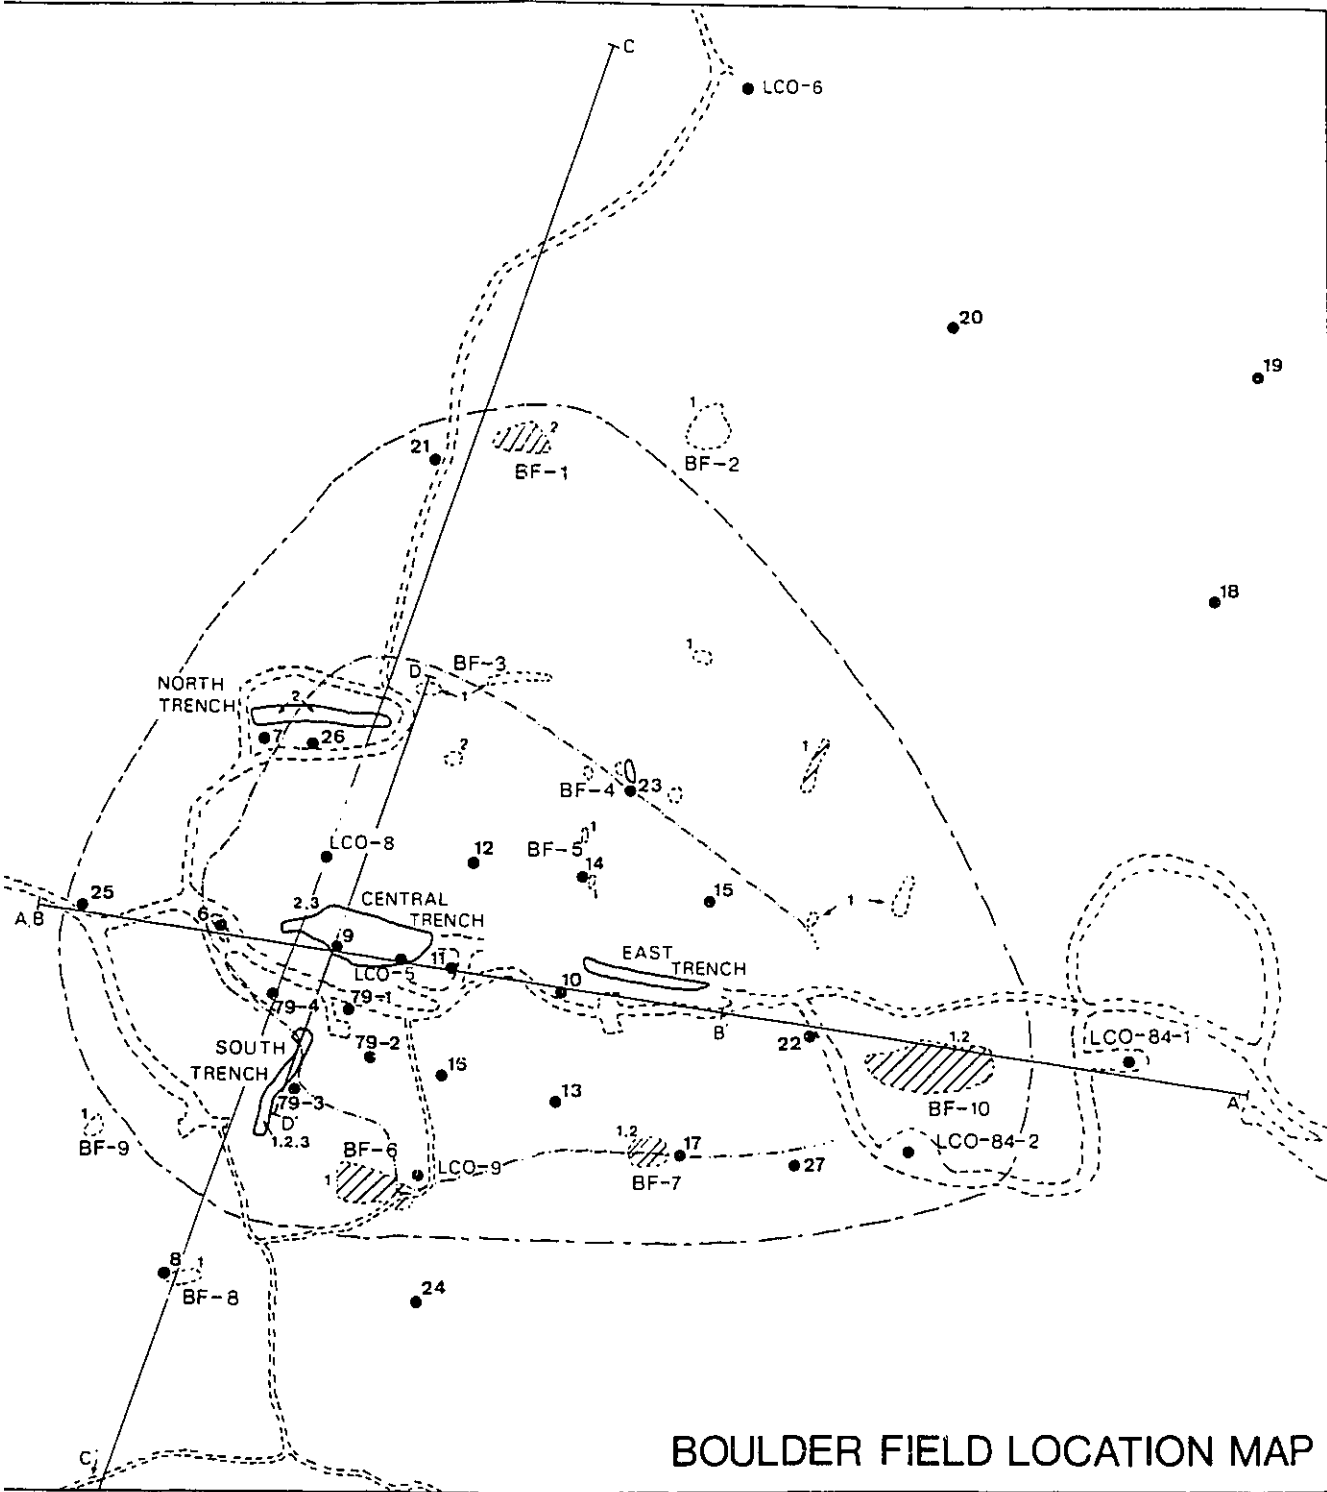 C
LCO-6
20
19
1
2
21
BF-1
BF-2
18
1
NORTH
TRENCH
2
D
BF-3
1
7
26
2
1
BF-4
23
BF-5
1
LCO-8
12
14
1
15
1
25
A,B
6
2.3
CENTRAL
TRENCH
9
LCO-5
11
EAST
TRENCH
10
79-4
79-1
B'
22
1.2
LCO-84-1
SOUTH
TRENCH
79-2
16
79-3
13
BF-10
A'
1
BF-9
D'
1.2.3
BF-6
1
LCO-9
1.2
17
BF-7
27
LCO-84-2
8
1
BF-8
24
C'
BOULDER FIELD LOCATION MAP